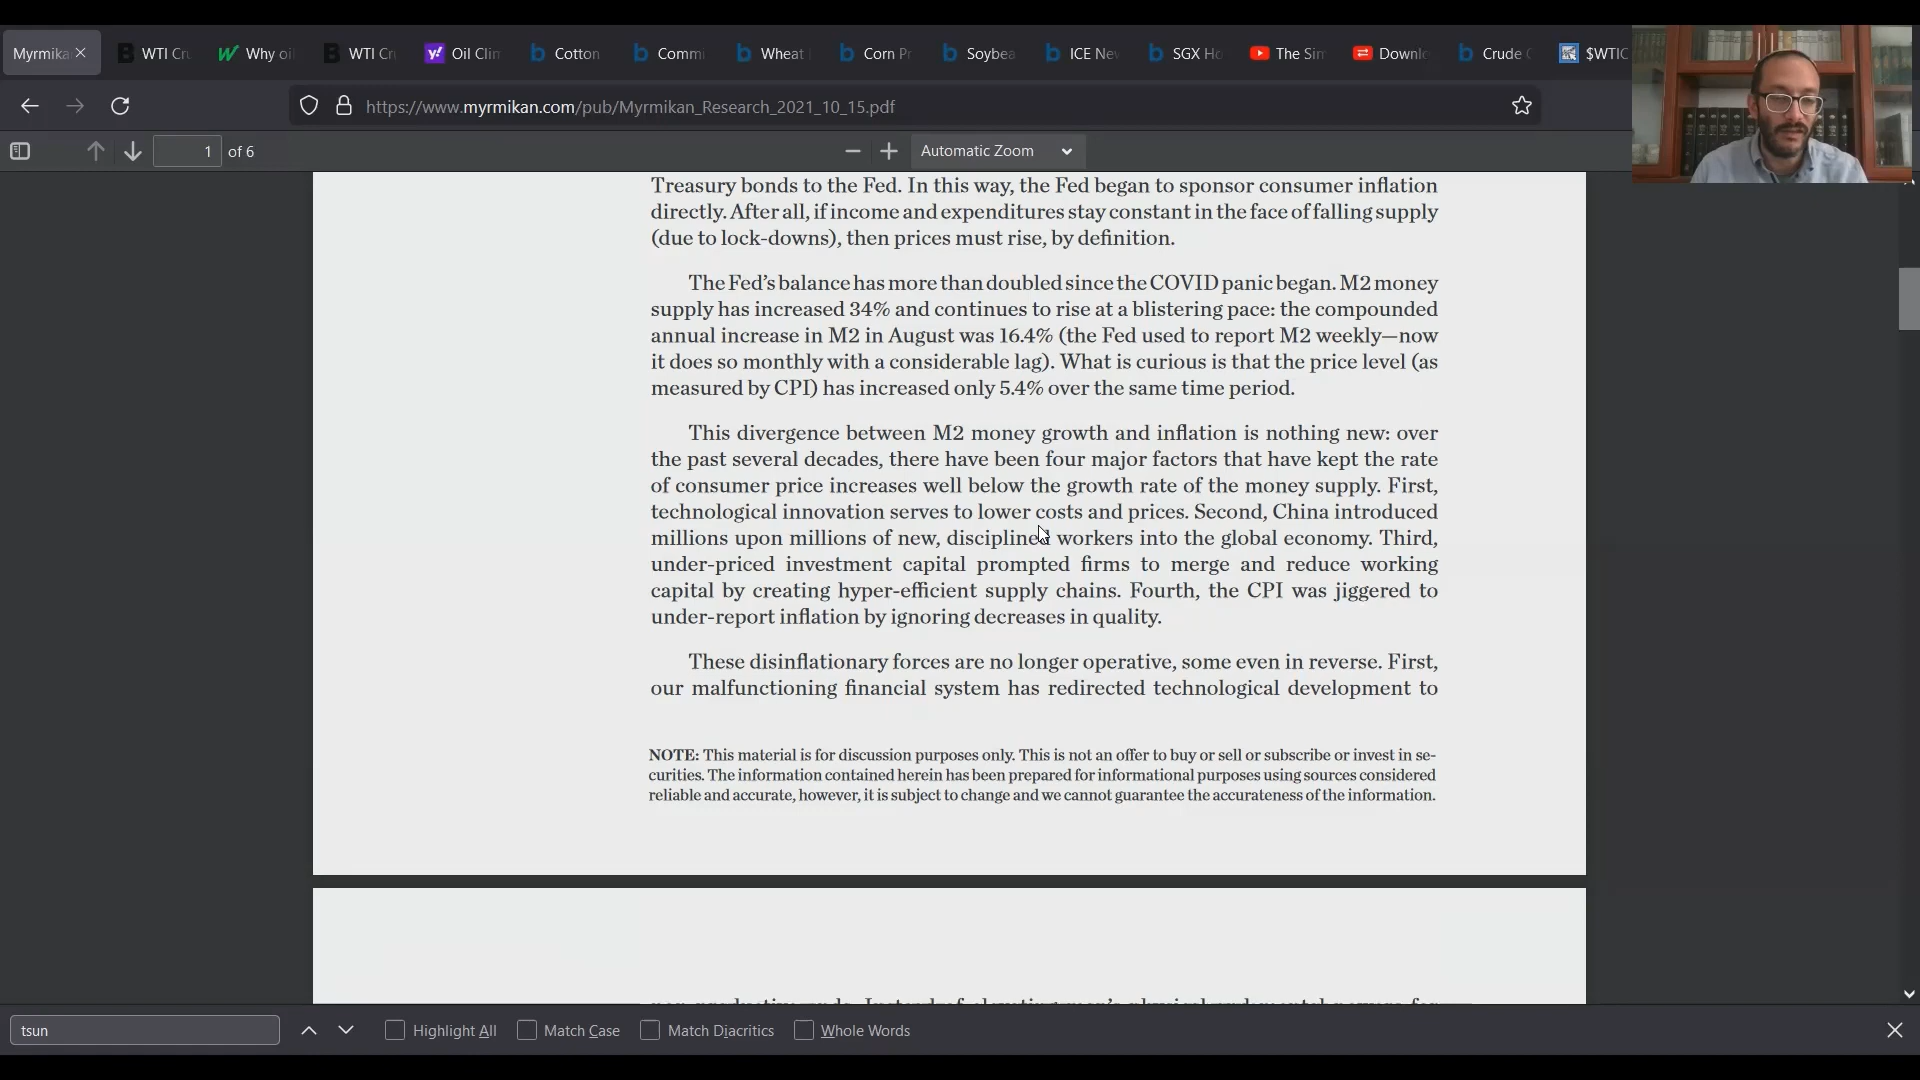 Myrmika
WTI Cru
Why oi
WTI Cru
Oil Clim
Cotton
Commo
Wheat
Corn Pr
Soybea
ICE New
SGX Ho
The Sim
Downlo
Crude O
$WTIC
https://www.myrmikan.com/pub/Myrmikan_Research_2021_10_15.pdf
1 of 6
Automatic Zoom
Treasury bonds to the Fed. In this way, the Fed began to sponsor consumer inflation
directly. After all, if income and expenditures stay constant in the face of falling supply
(due to lock-downs), then prices must rise, by definition.
The Fed's balance has more than doubled since the COVID panic began. M2 money
supply has increased 34% and continues to rise at a blistering pace: the compounded
annual increase in M2 in August was 16.4% (the Fed used to report M2 weekly—now
it does so monthly with a considerable lag). What is curious is that the price level (as
measured by CPI) has increased only 5.4% over the same time period.
This divergence between M2 money growth and inflation is nothing new: over
the past several decades, there have been four major factors that have kept the rate
of consumer price increases well below the growth rate of the money supply. First,
technological innovation serves to lower costs and prices. Second, China introduced
millions upon millions of new, disciplined workers into the global economy. Third,
under-priced investment capital prompted firms to merge and reduce working
capital by creating hyper-efficient supply chains. Fourth, the CPI was jiggered to
under-report inflation by ignoring decreases in quality.
These disinflationary forces are no longer operative, some even in reverse. First,
our malfunctioning financial system has redirected technological development to
NOTE: This material is for discussion purposes only. This is not an offer to buy or sell or subscribe or invest in se-
curities. The information contained herein has been prepared for informational purposes using sources considered
reliable and accurate, however, it is subject to change and we cannot guarantee the accurateness of the information.
tsun
Highlight All
Match Case
Match Diacritics
Whole Words